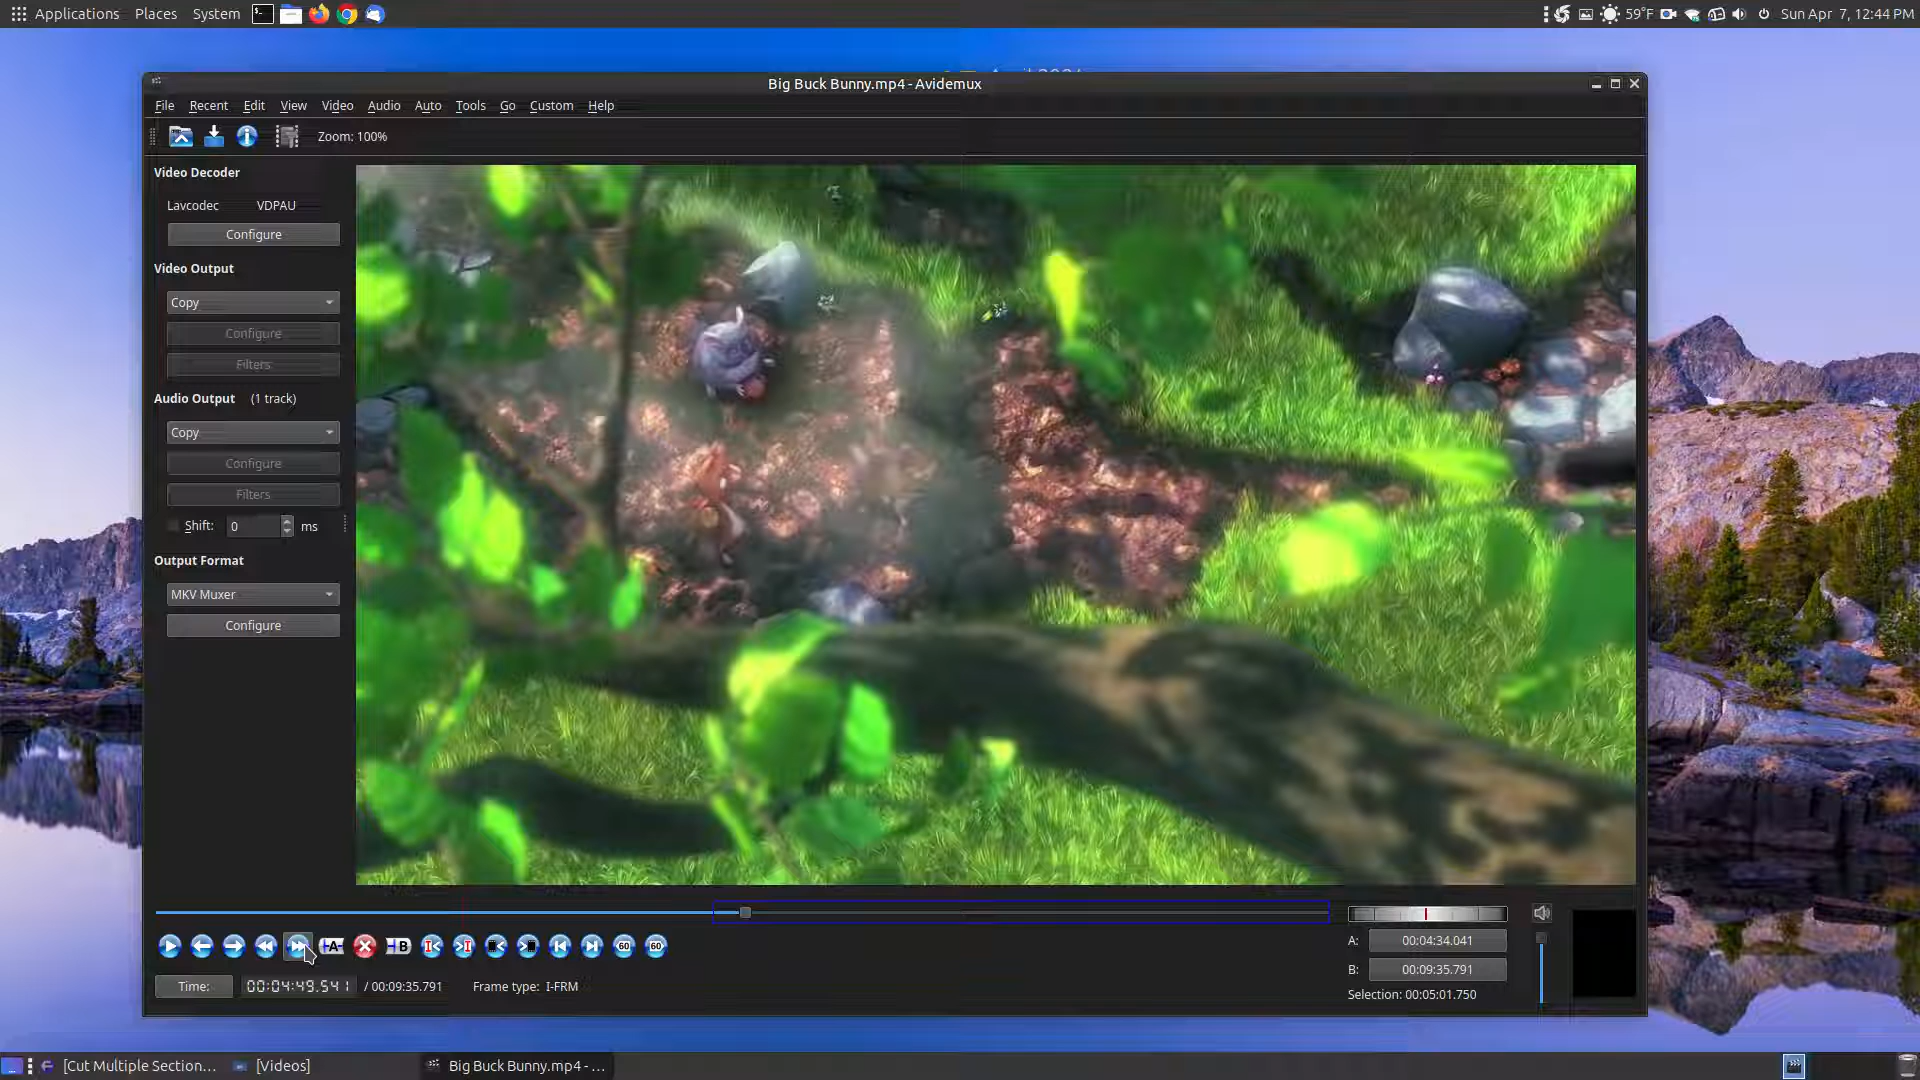 Applications Places System 59°F Sun Apr 7, 12:44 PM
Big Buck Bunny.mp4 - Avidemux
File Recent Edit View Video Audio Auto Tools Go Custom Help
Zoom: 100%
Video Decoder
Lavcodec VDPAU
Configure
Video Output
Copy
Configure
Filters
Audio Output (1 track)
Copy
Configure
Filters
Shift: 0 ms
Output Format
MKV Muxer
Configure
A B 60 60
A: 00:04:34.041
B: 00:09:35.791
Time: 00:04:49.541 / 00:09:35.791 Frame type: I-FRM
Selection: 00:05:01.750
[Cut Multiple Section... [Videos] Big Buck Bunny.mp4 - ...